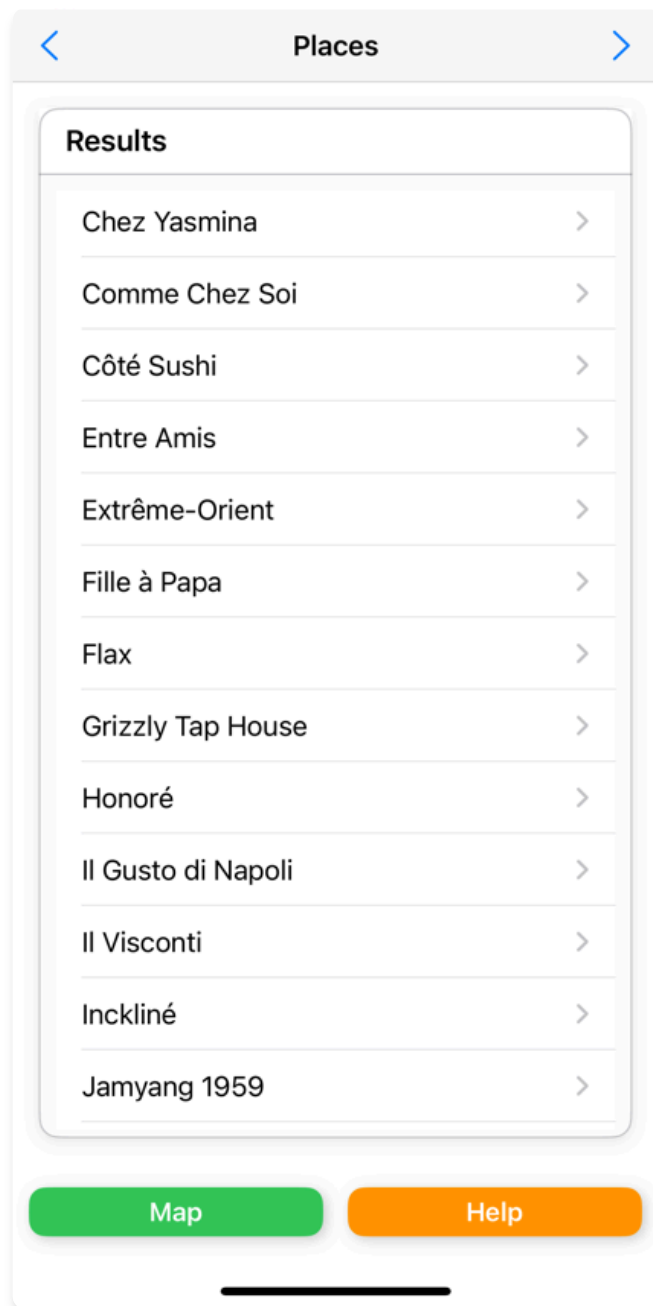 Places
Results
Chez Yasmina
Comme Chez Soi
Côté Sushi
Entre Amis
Extrême-Orient
Fille à Papa
Flax
Grizzly Tap House
Honoré
Il Gusto di Napoli
Il Visconti
Inckliné
Jamyang 1959
Map Help